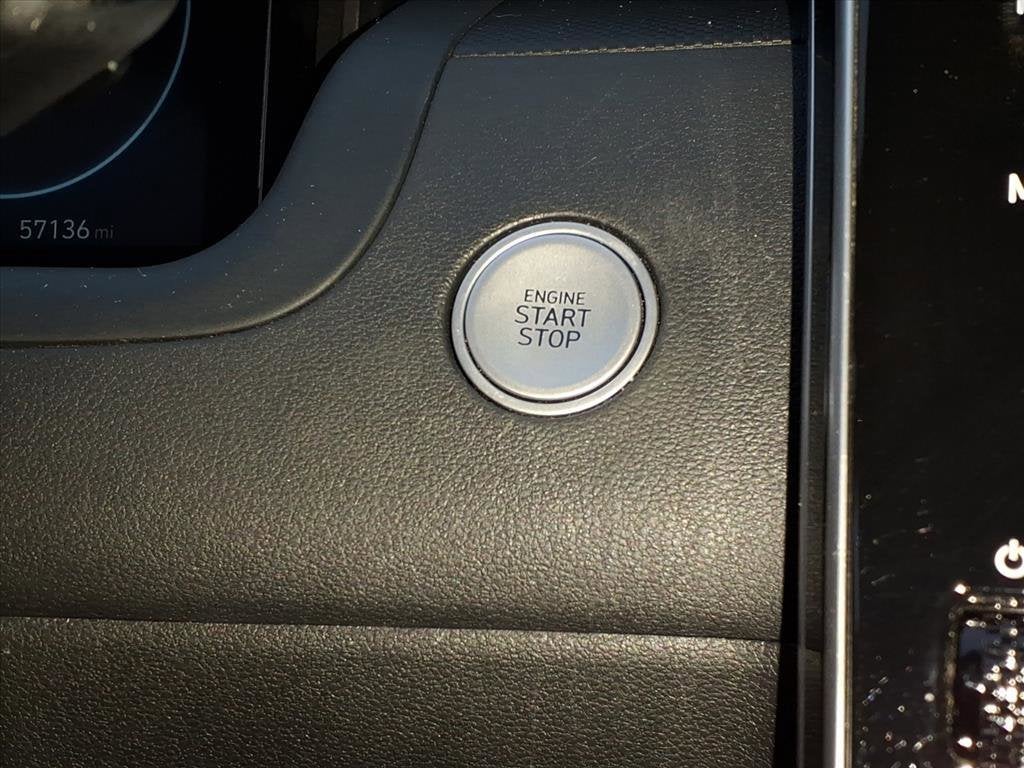 57136 mi
ENGINE
START
STOP
M